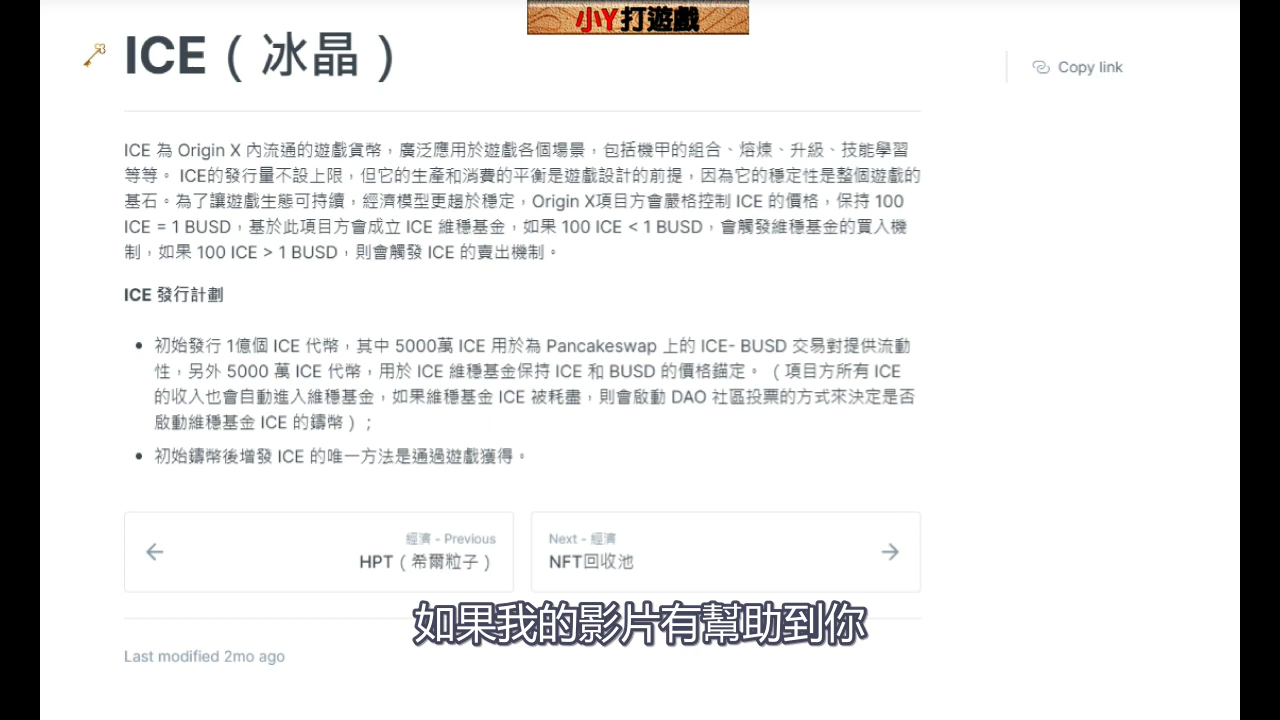 小丫打遊戲
ICE（冰晶）
Copy link
ICE 為 Origin X 內流通的遊戲貨幣，廣泛應用於遊戲各個場景，包括機甲的組合、熔煉、升級、技能學習
等等。 ICE的發行量不設上限，但它的生產和消費的平衡是遊戲設計的前提，因為它的穩定性是整個遊戲的
基石。為了讓遊戲生態可持續，經濟模型更趨於穩定，Origin X項目方會嚴格控制 ICE 的價格，保持 100
ICE = 1 BUSD，基於此項目方會成立 ICE 維穩基金，如果 100 ICE < 1 BUSD，會觸發維穩基金的買入機
制，如果 100 ICE > 1 BUSD，則會觸發 ICE 的賣出機制。
ICE 發行計劃
• 初始發行 1億個 ICE 代幣，其中 5000萬 ICE 用於為 Pancakeswap 上的 ICE- BUSD 交易對提供流動
性，另外 5000 萬 ICE 代幣，用於 ICE 維穩基金保持 ICE 和 BUSD 的價格錨定。（項目方所有 ICE
的收入也會自動進入維穩基金，如果維穩基金 ICE 被耗盡，則會啟動 DAO 社區投票的方式來決定是否
啟動維穩基金 ICE 的鑄幣）；
• 初始鑄幣後增發 ICE 的唯一方法是通過遊戲獲得。
經濟 - Previous
HPT（希爾粒子）
Next - 經濟
NFT回收池
如果我的影片有幫助到你
Last modified 2mo ago